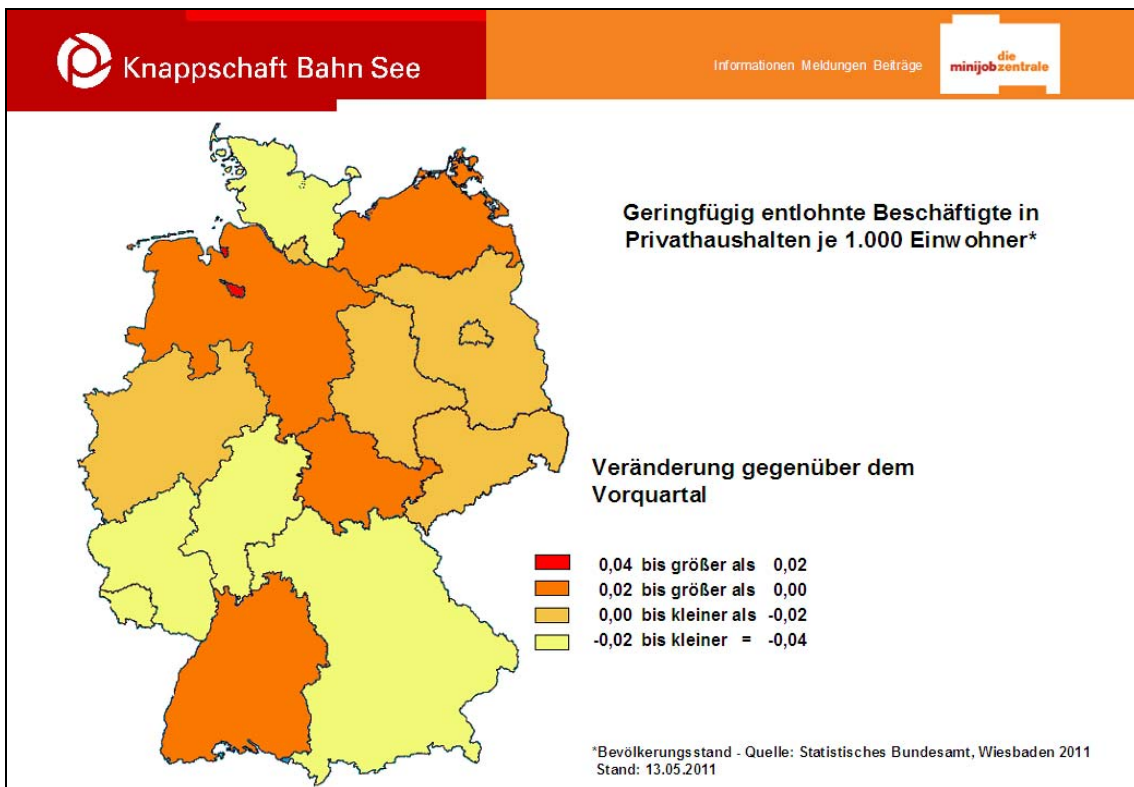 Knappschaft Bahn See
Informationen Meldungen Beiträge
die
minijobzentrale
Geringfügig entlohnte Beschäftigte in
Privathaushalten je 1.000 Einwohner*
Veränderung gegenüber dem
Vorquartal
0,04 bis größer als 0,02
0,02 bis größer als 0,00
0,00 bis kleiner als -0,02
-0,02 bis kleiner = -0,04
*Bevölkerungsstand - Quelle: Statistisches Bundesamt, Wiesbaden 2011
Stand: 13.05.2011